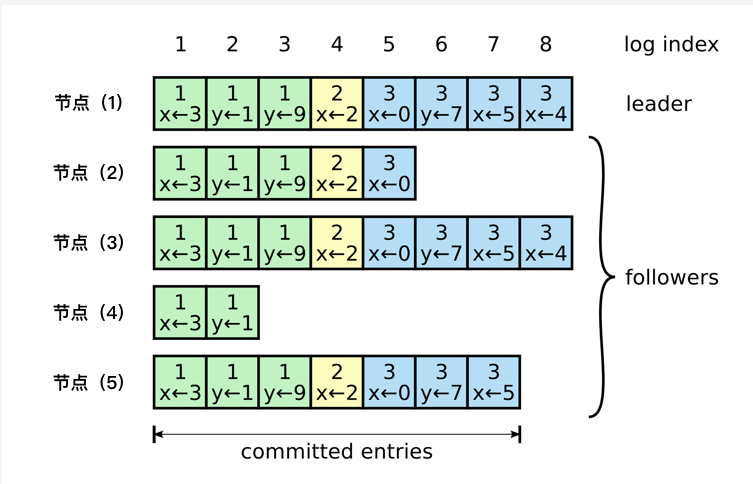 1 2 3 4 5 6 7 8 log index
节点（1） 1 1 1 2 3 3 3 3 leader
x←3 y←1 y←9 x←2 x←0 y←7 x←5 x←4
节点（2） 1 1 1 2 3
x←3 y←1 y←9 x←2 x←0
节点（3） 1 1 1 2 3 3 3 3
x←3 y←1 y←9 x←2 x←0 y←7 x←5 x←4
followers
节点（4） 1 1
x←3 y←1
节点（5） 1 1 1 2 3 3 3
x←3 y←1 y←9 x←2 x←0 y←7 x←5
committed entries